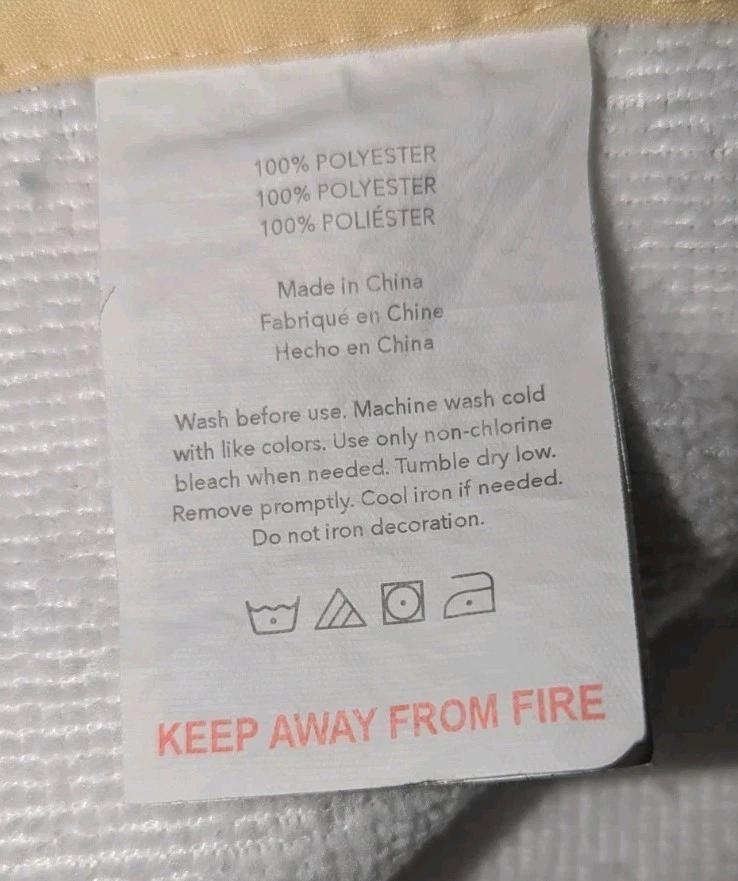 100% POLYESTER
100% POLYESTER
100% POLIÉSTER
Made in China
Fabriqué en Chine
Hecho en China
Wash before use. Machine wash cold
with like colors. Use only non-chlorine
bleach when needed. Tumble dry low.
Remove promptly. Cool iron if needed.
Do not iron decoration.
KEEP AWAY FROM FIRE